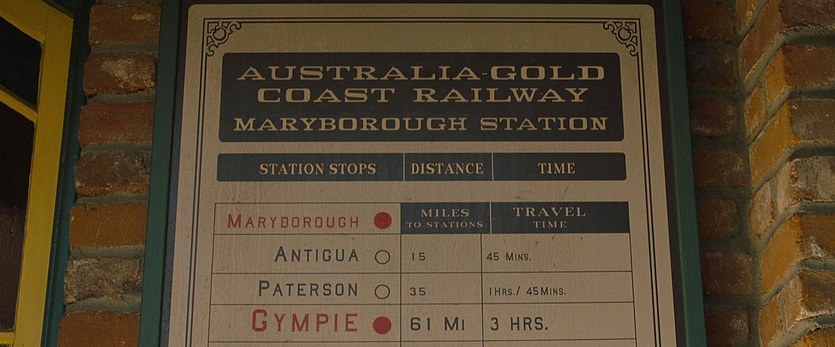 AUSTRALIA-GOLD
COAST RAILWAY
MARYBOROUGH STATION
STATION STOPS DISTANCE TIME
MARYBOROUGH MILES TO STATIONS TRAVEL TIME
ANTIGUA 15 45 MINS.
PATERSON 35 1HRS./ 45MINS.
GYMPIE 61 MI 3 HRS.